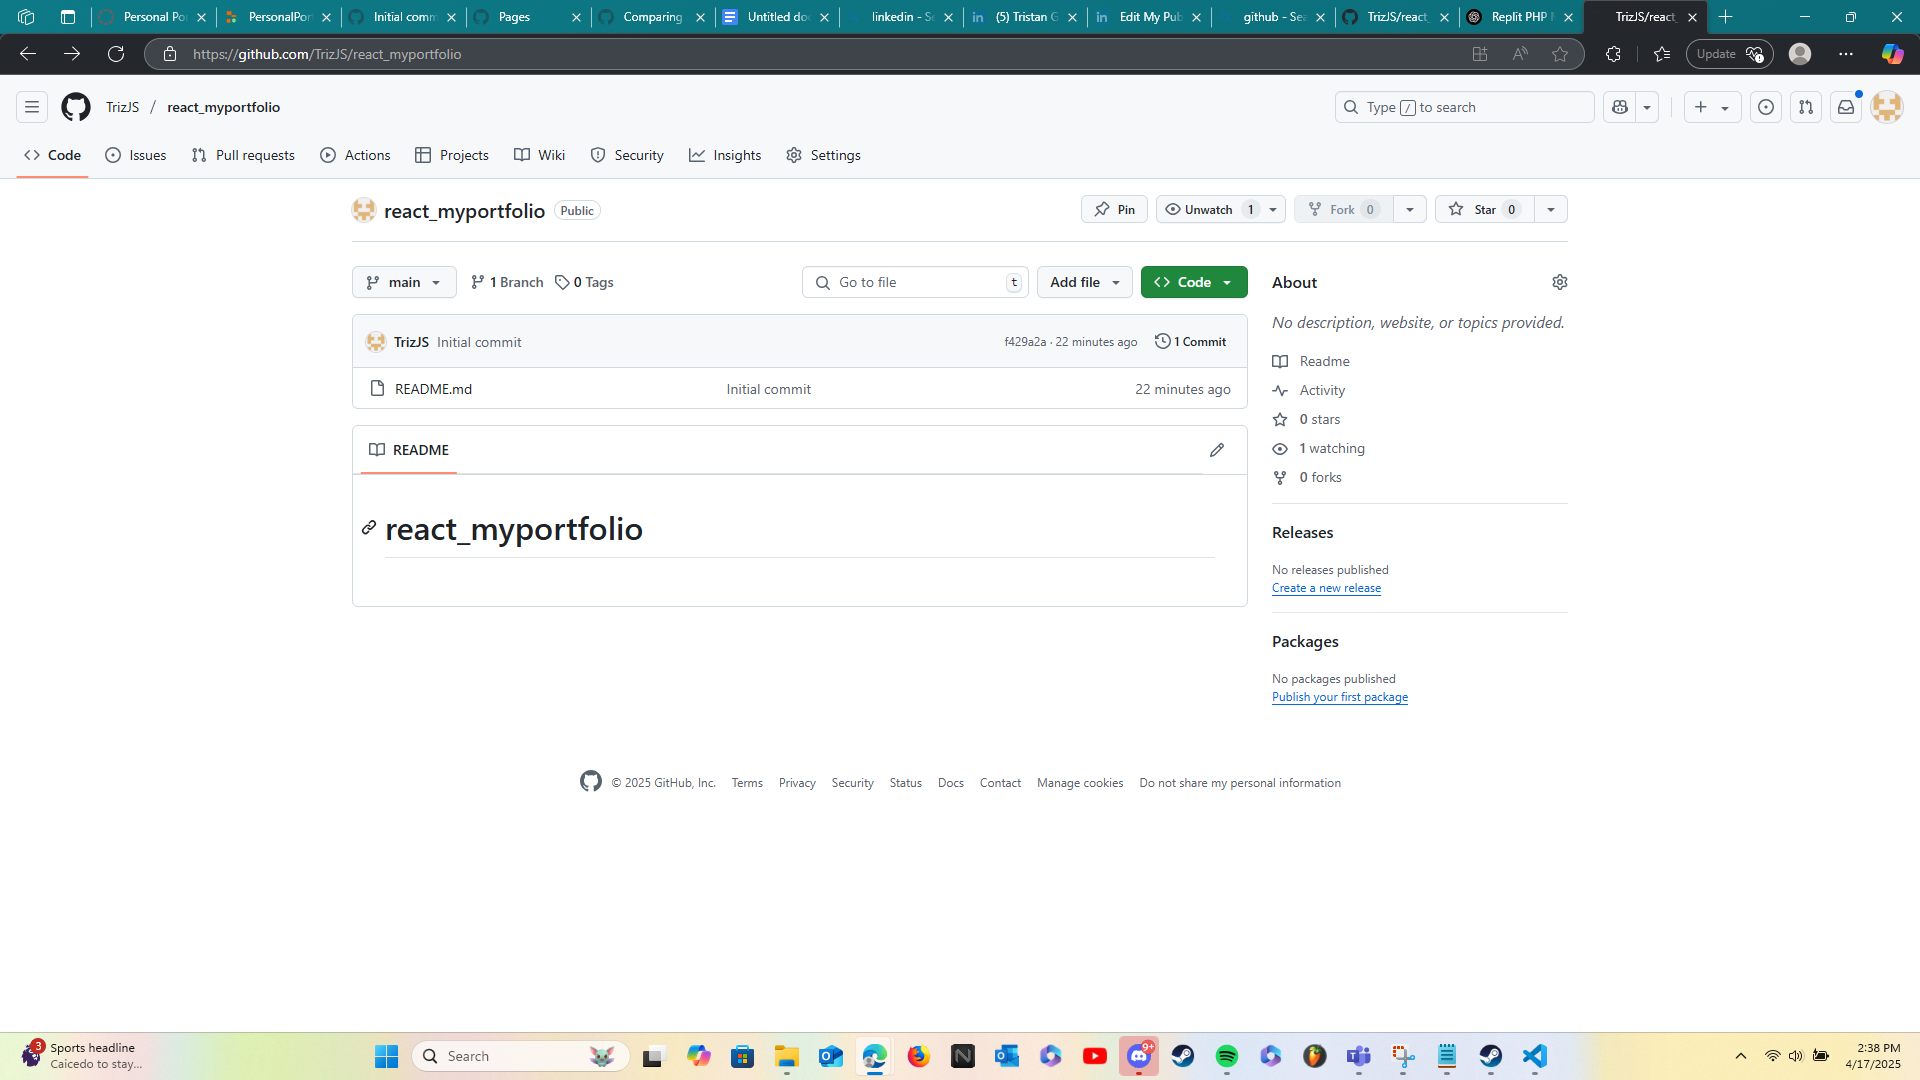 Personal Po
PersonalPort
Initial comm
Pages
Comparing
Untitled doc
linkedin - Se
(5) Tristan G
Edit My Pub
github - Sea
TrizJS/react_
Replit PHP
TrizJS/react_
https://github.com/TrizJS/react_myportfolio
Update
TrizJS / react_myportfolio
Type / to search
Code Issues Pull requests Actions Projects Wiki Security Insights Settings
react_myportfolio Public
Pin Unwatch 1 Fork 0 Star 0
main 1 Branch 0 Tags Go to file t Add file Code
TrizJS Initial commit f429a2a · 22 minutes ago 1 Commit
README.md Initial commit 22 minutes ago
README
react_myportfolio
About
No description, website, or topics provided.
Readme
Activity
0 stars
1 watching
0 forks
Releases
No releases published
Create a new release
Packages
No packages published
Publish your first package
© 2025 GitHub, Inc. Terms Privacy Security Status Docs Contact Manage cookies Do not share my personal information
3
Sports headline
Caicedo to stay...
Search
9+
2:38 PM
4/17/2025